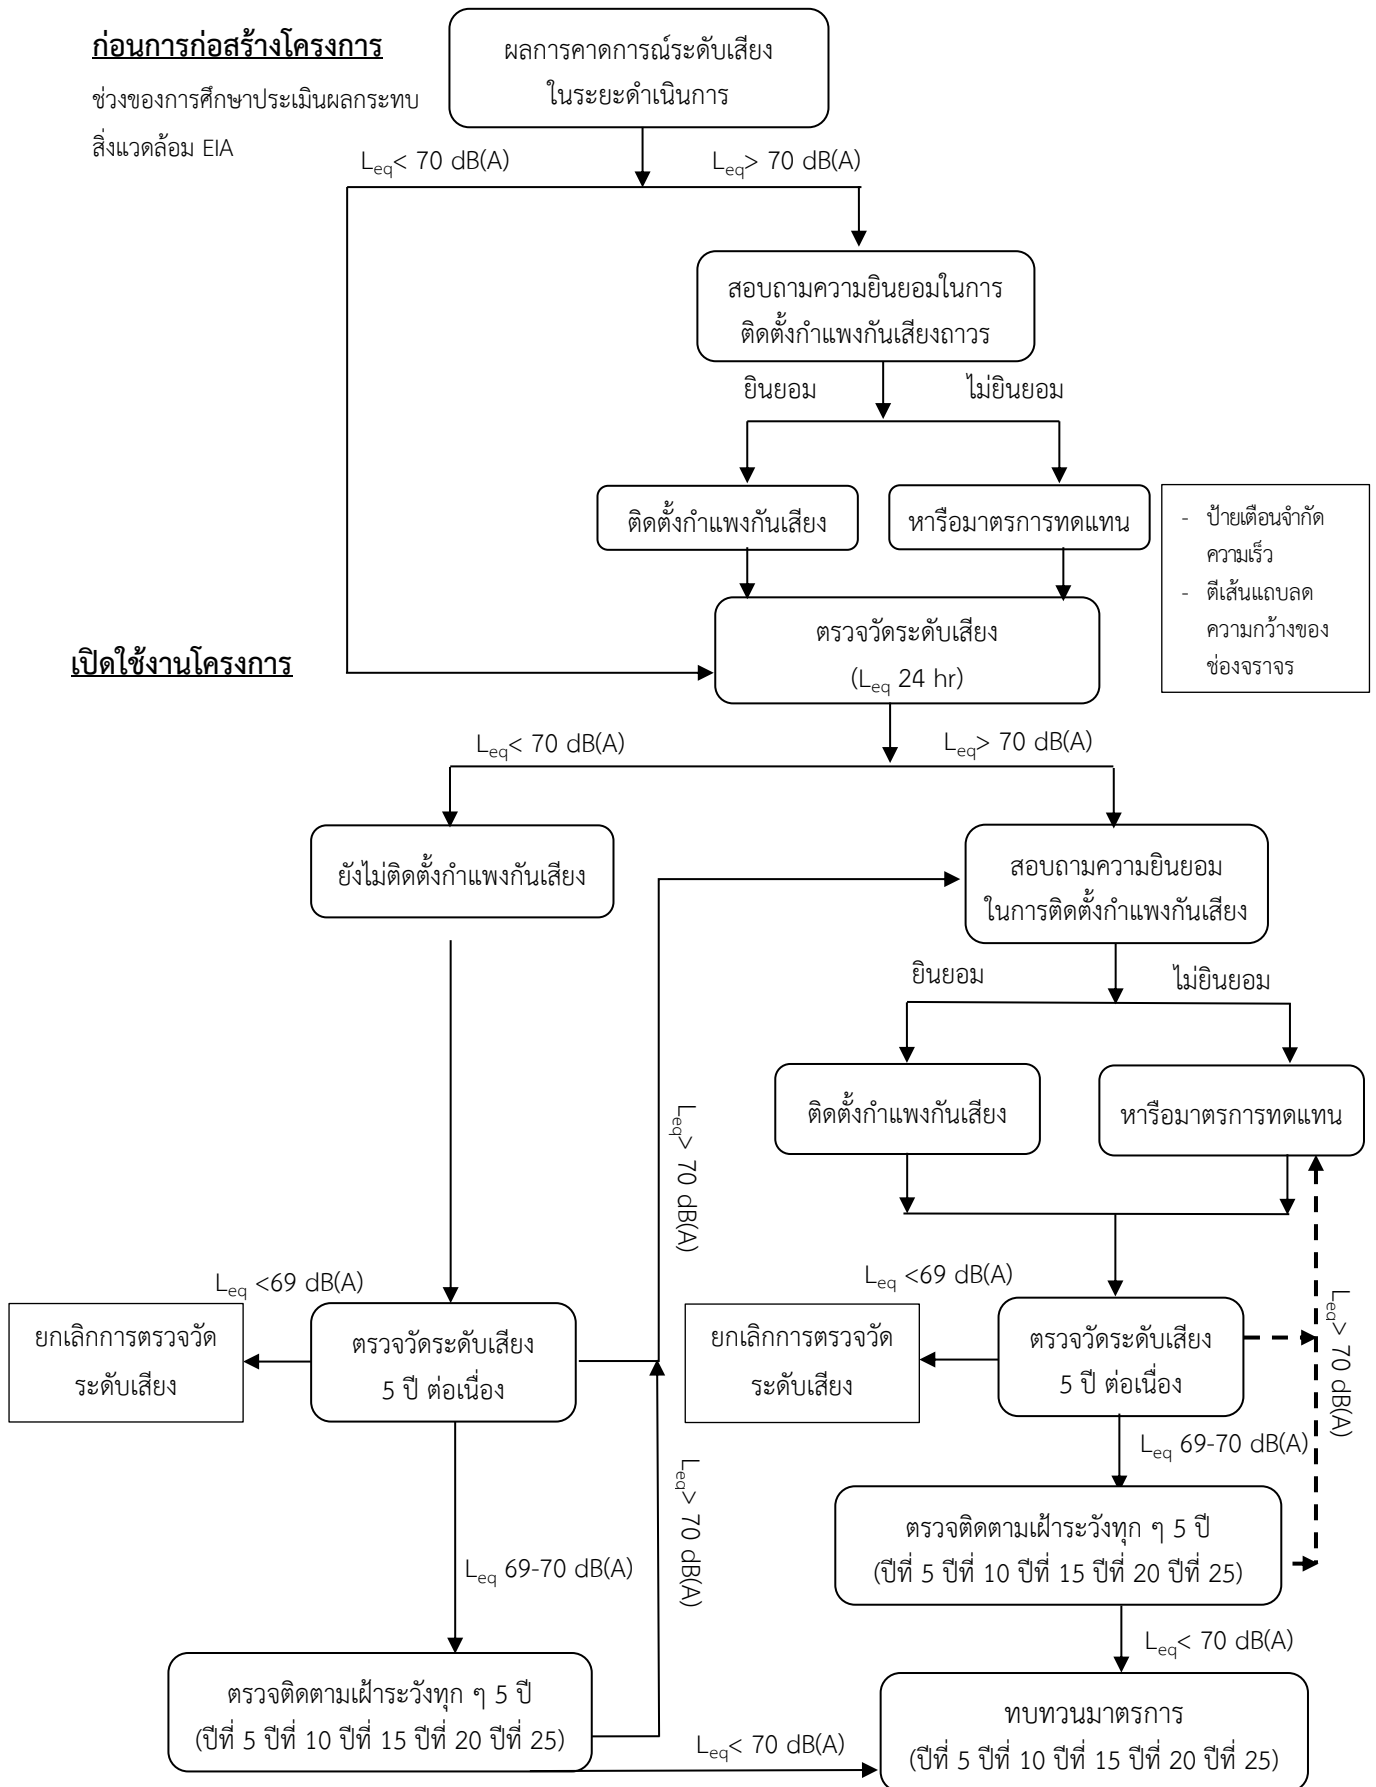 ก่อนการก่อสร้างโครงการ
ช่วงของการศึกษาประเมินผลกระทบ
สิ่งแวดล้อม EIA
ผลการคาดการณ์ระดับเสียง
ในระยะดำเนินการ
Leq< 70 dB(A)
Leq> 70 dB(A)
สอบถามความยินยอมในการ
ติดตั้งกำแพงกันเสียงถาวร
ยินยอม
ไม่ยินยอม
ติดตั้งกำแพงกันเสียง
หารือมาตรการทดแทน
- ป้ายเตือนจำกัด
ความเร็ว
- ตีเส้นแถบลด
ความกว้างของ
ช่องจราจร
เปิดใช้งานโครงการ
ตรวจวัดระดับเสียง
(Leq 24 hr)
Leq< 70 dB(A)
Leq> 70 dB(A)
ยังไม่ติดตั้งกำแพงกันเสียง
สอบถามความยินยอม
ในการติดตั้งกำแพงกันเสียง
ยินยอม
ไม่ยินยอม
ติดตั้งกำแพงกันเสียง
หารือมาตรการทดแทน
Leq> 70 dB(A)
Leq <69 dB(A)
Leq <69 dB(A)
ยกเลิกการตรวจวัด
ระดับเสียง
ตรวจวัดระดับเสียง
5 ปี ต่อเนื่อง
ยกเลิกการตรวจวัด
ระดับเสียง
ตรวจวัดระดับเสียง
5 ปี ต่อเนื่อง
Leq> 70 dB(A)
Leq 69-70 dB(A)
Leq> 70 dB(A)
ตรวจติดตามเฝ้าระวังทุก ๆ 5 ปี
(ปีที่ 5 ปีที่ 10 ปีที่ 15 ปีที่ 20 ปีที่ 25)
Leq 69-70 dB(A)
Leq< 70 dB(A)
ตรวจติดตามเฝ้าระวังทุก ๆ 5 ปี
(ปีที่ 5 ปีที่ 10 ปีที่ 15 ปีที่ 20 ปีที่ 25)
Leq< 70 dB(A)
ทบทวนมาตรการ
(ปีที่ 5 ปีที่ 10 ปีที่ 15 ปีที่ 20 ปีที่ 25)